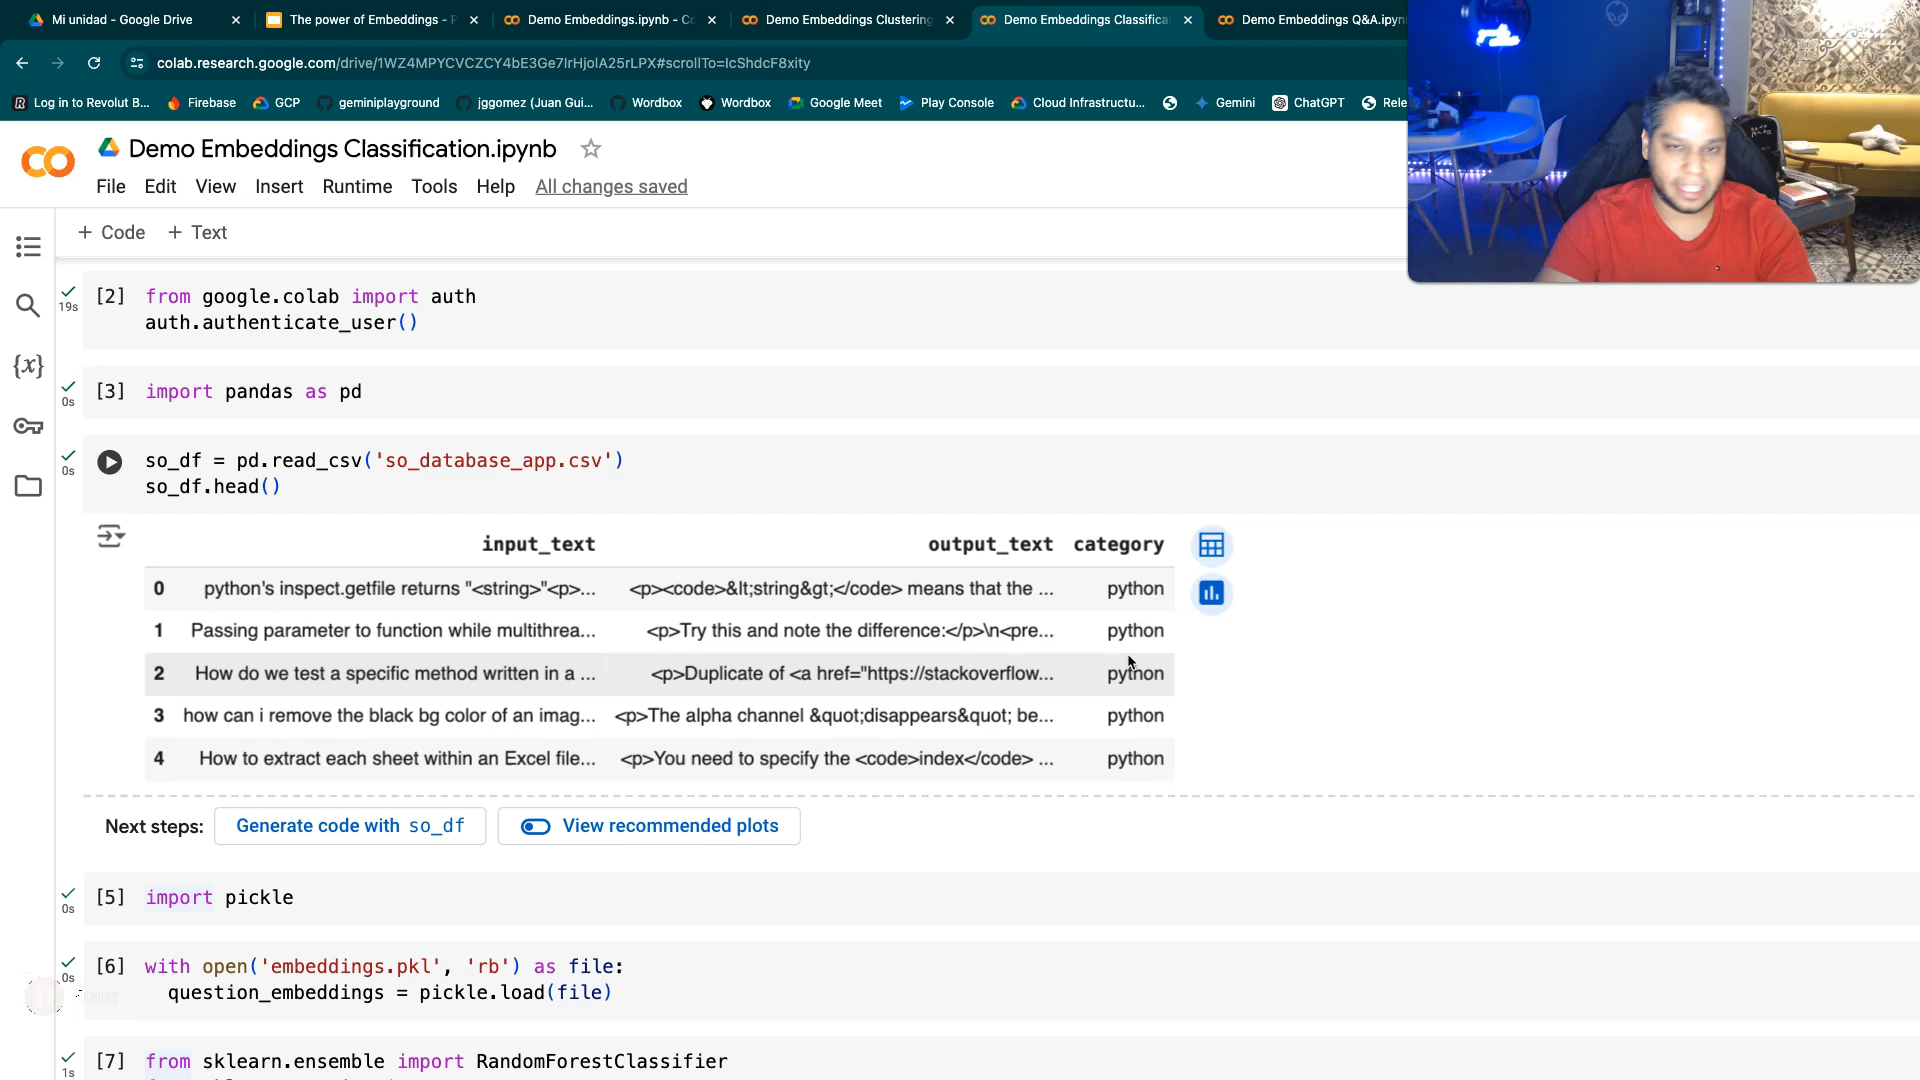 Mi unidad - Google Drive
The power of Embeddings -
Demo Embeddings.ipynb - Co
Demo Embeddings Clustering
Demo Embeddings Classifica
Demo Embeddings Q&A.ipyn
colab.research.google.com/drive/1WZ4MPYCVCZCY4bE3Ge7lrHjolA25rLPX#scrollTo=lcShdcF8xity
Log in to Revolut B...
Firebase
GCP
geminiplayground
jggomez (Juan Gui...
Wordbox
Wordbox
Google Meet
Play Console
Cloud Infrastructu...
Gemini
ChatGPT
Rele
Demo Embeddings Classification.ipynb
File Edit View Insert Runtime Tools Help All changes saved
+ Code + Text
[2] from google.colab import auth
19s
auth.authenticate_user()
[3] import pandas as pd
0s
so_df = pd.read_csv('so_database_app.csv')
0s
so_df.head()
input_text output_text category
0 python's inspect.getfile returns "<string>"<p>... <p><code>&lt;string&gt;</code> means that the ... python
1 Passing parameter to function while multithrea... <p>Try this and note the difference:</p>\n<pre... python
2 How do we test a specific method written in a ... <p>Duplicate of <a href="https://stackoverflow... python
3 how can i remove the black bg color of an imag... <p>The alpha channel &quot;disappears&quot; be... python
4 How to extract each sheet within an Excel file... <p>You need to specify the <code>index</code> ... python
Next steps: Generate code with so_df View recommended plots
[5] import pickle
0s
[6] with open('embeddings.pkl', 'rb') as file:
0s
question_embeddings = pickle.load(file)
[7] from sklearn.ensemble import RandomForestClassifier
1s